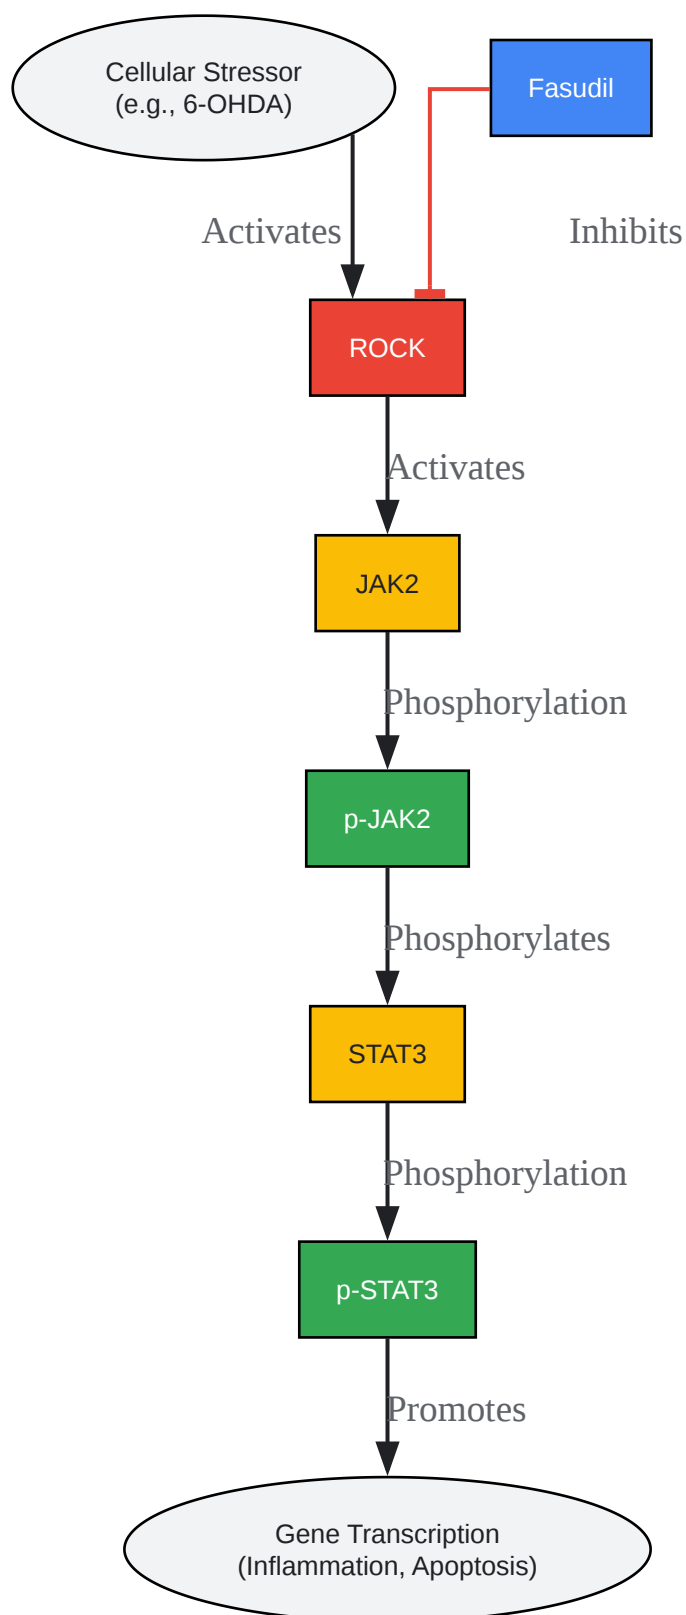 Cellular Stressor
(e.g., 6-OHDA)
Fasudil
Activates
Inhibits
ROCK
Activates
JAK2
Phosphorylation
p-JAK2
Phosphorylates
STAT3
Phosphorylation
p-STAT3
Promotes
Gene Transcription
(Inflammation, Apoptosis)